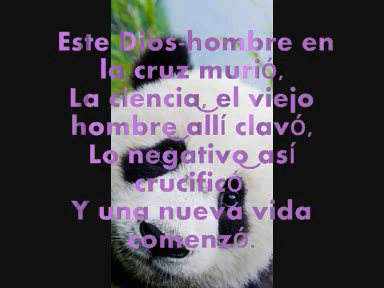 Este Dios-hombre en
la cruz murió,
La ciencia, el viejo
hombre allí clavó,
Lo negativo así
crucificó
Y una nueva vida
comenzó.